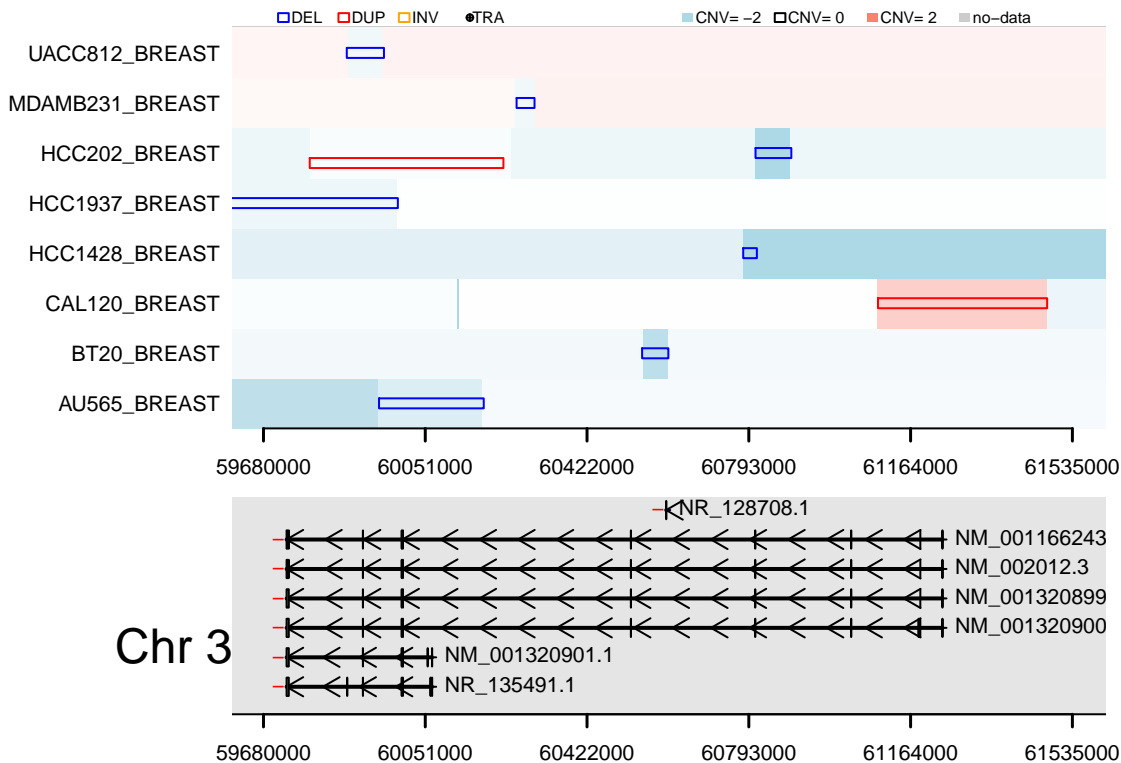 DEL DUP INV TRA CNV= −2 CNV= 0 CNV= 2 no−data
UACC812_BREAST
MDAMB231_BREAST
HCC202_BREAST
HCC1937_BREAST
HCC1428_BREAST
CAL120_BREAST
BT20_BREAST
AU565_BREAST
59680000 60051000 60422000 60793000 61164000 61535000
NR_128708.1
NM_001166243
NM_002012.3
NM_001320899
NM_001320900
Chr 3
NM_001320901.1
NR_135491.1
59680000 60051000 60422000 60793000 61164000 61535000